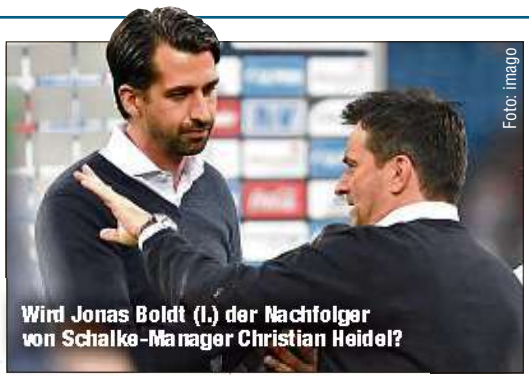 Foto: imago
Wird Jonas Boldt (l.) der Nachfolger
von Schalke-Manager Christian Heidel?